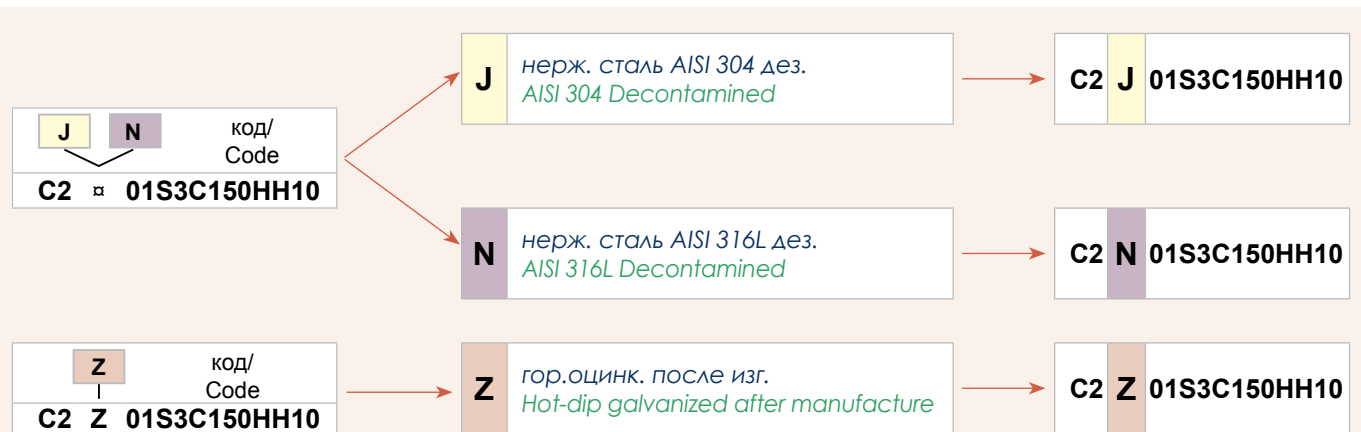 J N код/
Code
C2 ¤ 01S3C150HH10
J нерж. сталь AISI 304 дез.
AISI 304 Decontamined
C2 J 01S3C150HH10
N нерж. сталь AISI 316L дез.
AISI 316L Decontamined
C2 N 01S3C150HH10
Z код/
Code
C2 Z 01S3C150HH10
Z гор.оцинк. после изг.
Hot-dip galvanized after manufacture
C2 Z 01S3C150HH10